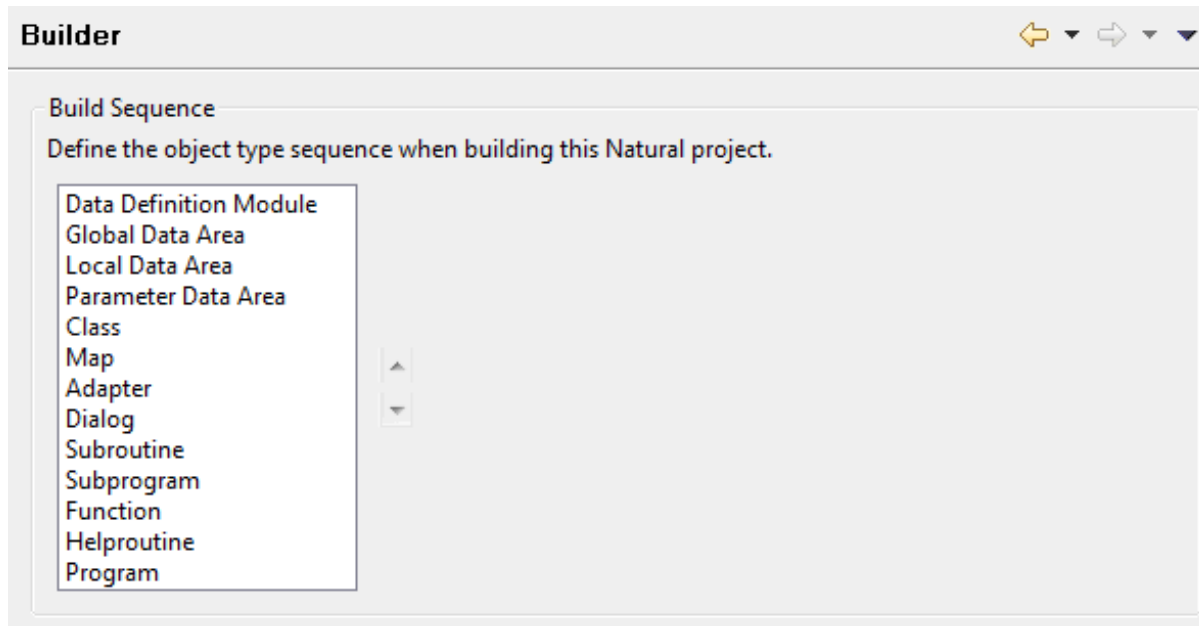 Builder
Build Sequence
Define the object type sequence when building this Natural project.
Data Definition Module
Global Data Area
Local Data Area
Parameter Data Area
Class
Map
Adapter
Dialog
Subroutine
Subprogram
Function
Helproutine
Program